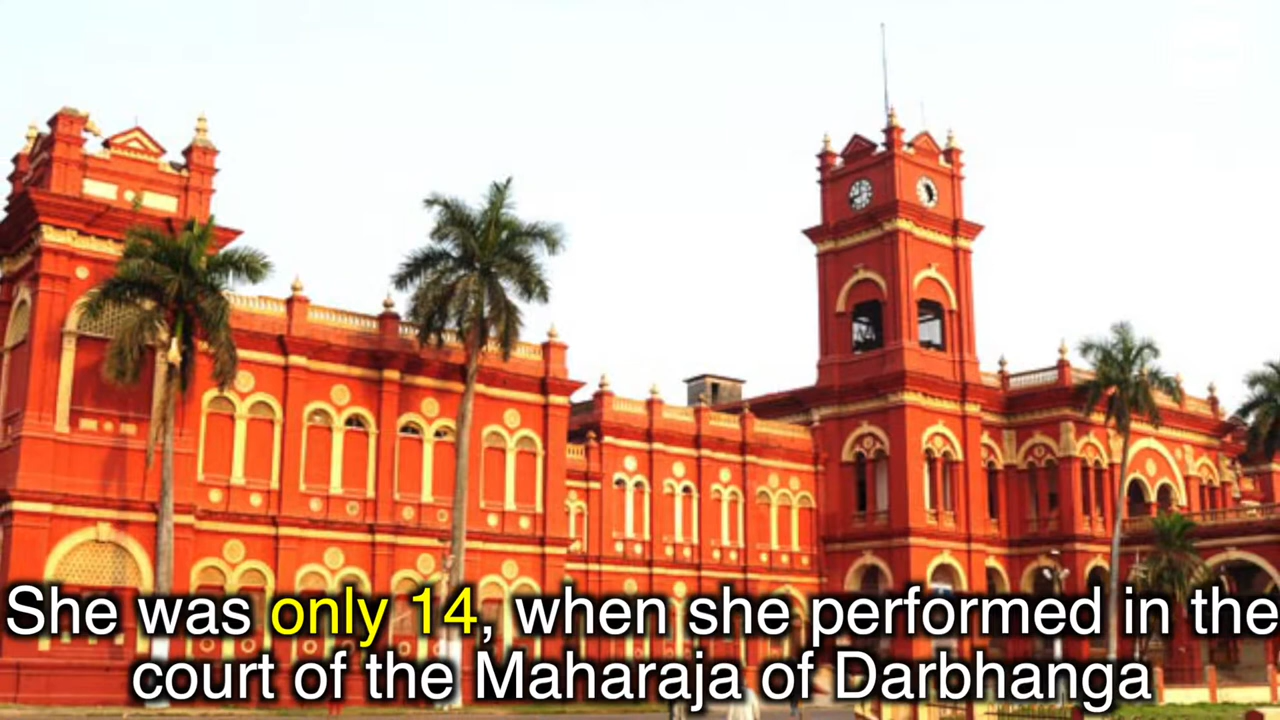 She was only 14, when she performed in the
court of the Maharaja of Darbhanga